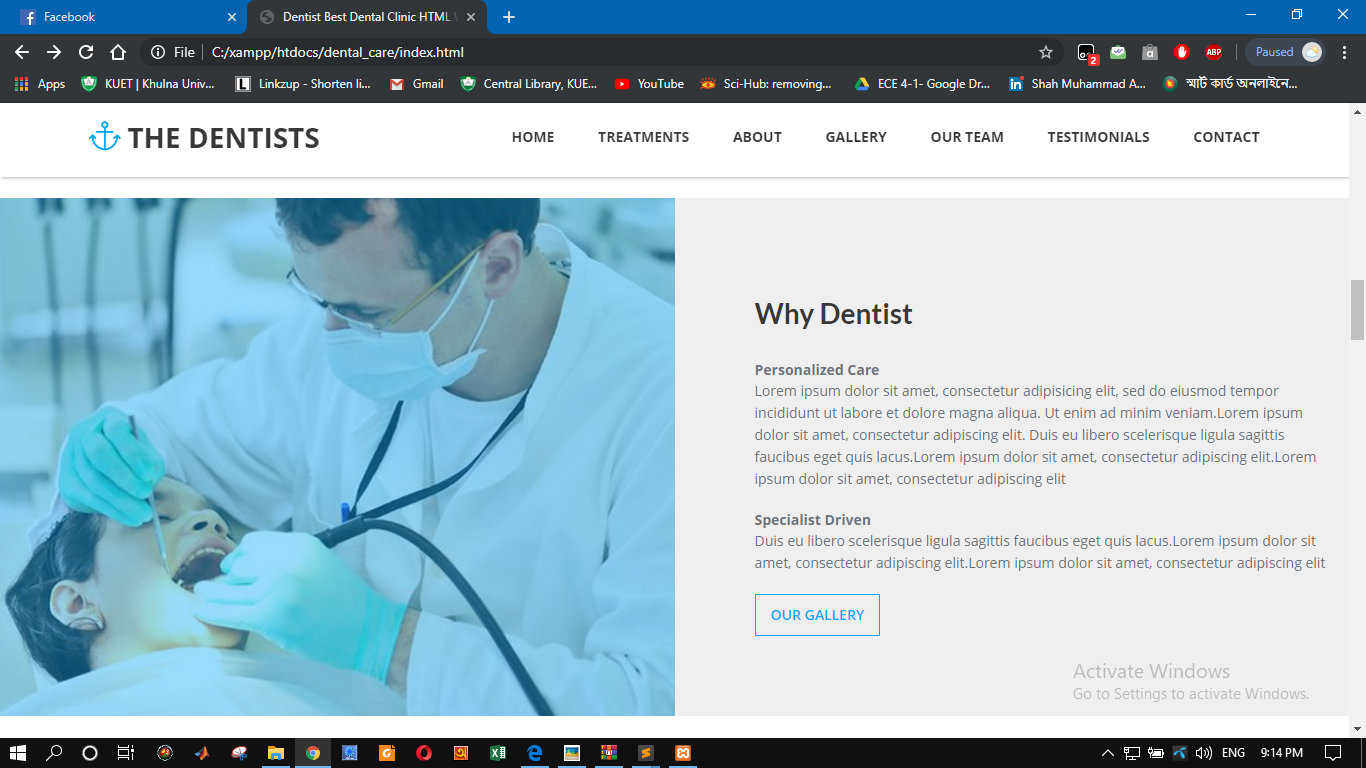 Facebook
Dentist Best Dental Clinic HTML
File
C:/xampp/htdocs/dental_care/index.html
2
ABP
Paused
Apps
KUET | Khulna Univ...
Linkzup - Shorten li...
Gmail
Central Library, KUE...
YouTube
Sci-Hub: removing...
ECE 4-1- Google Dr...
Shah Muhammad A...
স্মার্ট কার্ড অনলাইনে...
THE DENTISTS
HOME
TREATMENTS
ABOUT
GALLERY
OUR TEAM
TESTIMONIALS
CONTACT
Why Dentist
Personalized Care
Lorem ipsum dolor sit amet, consectetur adipisicing elit, sed do eiusmod tempor
incididunt ut labore et dolore magna aliqua. Ut enim ad minim veniam.Lorem ipsum
dolor sit amet, consectetur adipiscing elit. Duis eu libero scelerisque ligula sagittis
faucibus eget quis lacus.Lorem ipsum dolor sit amet, consectetur adipiscing elit.Lorem
ipsum dolor sit amet, consectetur adipiscing elit
Specialist Driven
Duis eu libero scelerisque ligula sagittis faucibus eget quis lacus.Lorem ipsum dolor sit
amet, consectetur adipiscing elit.Lorem ipsum dolor sit amet, consectetur adipiscing elit
OUR GALLERY
Activate Windows
Go to Settings to activate Windows.
ENG
9:14 PM